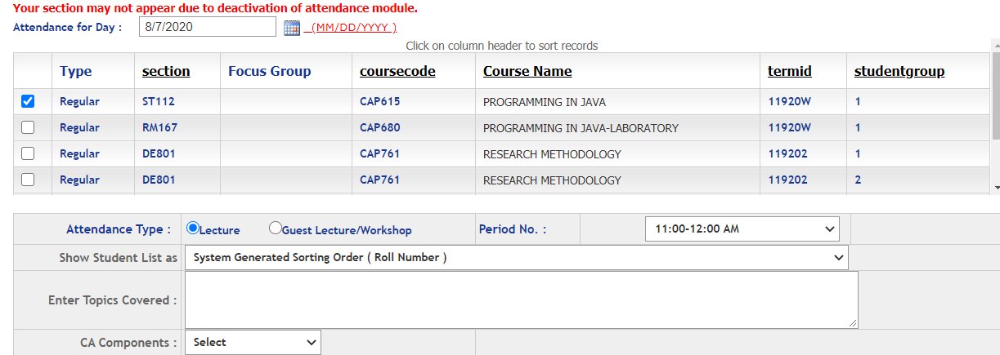 Your section may not appear due to deactivation of attendance module.
Attendance for Day : 8/7/2020 (MM/DD/YYYY )
Click on column header to sort records
Type section Focus Group coursecode Course Name termid studentgroup
Regular ST112 CAP615 PROGRAMMING IN JAVA 11920W 1
Regular RM167 CAP680 PROGRAMMING IN JAVA-LABORATORY 11920W 1
Regular DE801 CAP761 RESEARCH METHODOLOGY 119202 1
Regular DE801 CAP761 RESEARCH METHODOLOGY 119202 2
Attendance Type : Lecture Guest Lecture/Workshop Period No. : 11:00-12:00 AM
Show Student List as System Generated Sorting Order ( Roll Number )
Enter Topics Covered :
CA Components : Select